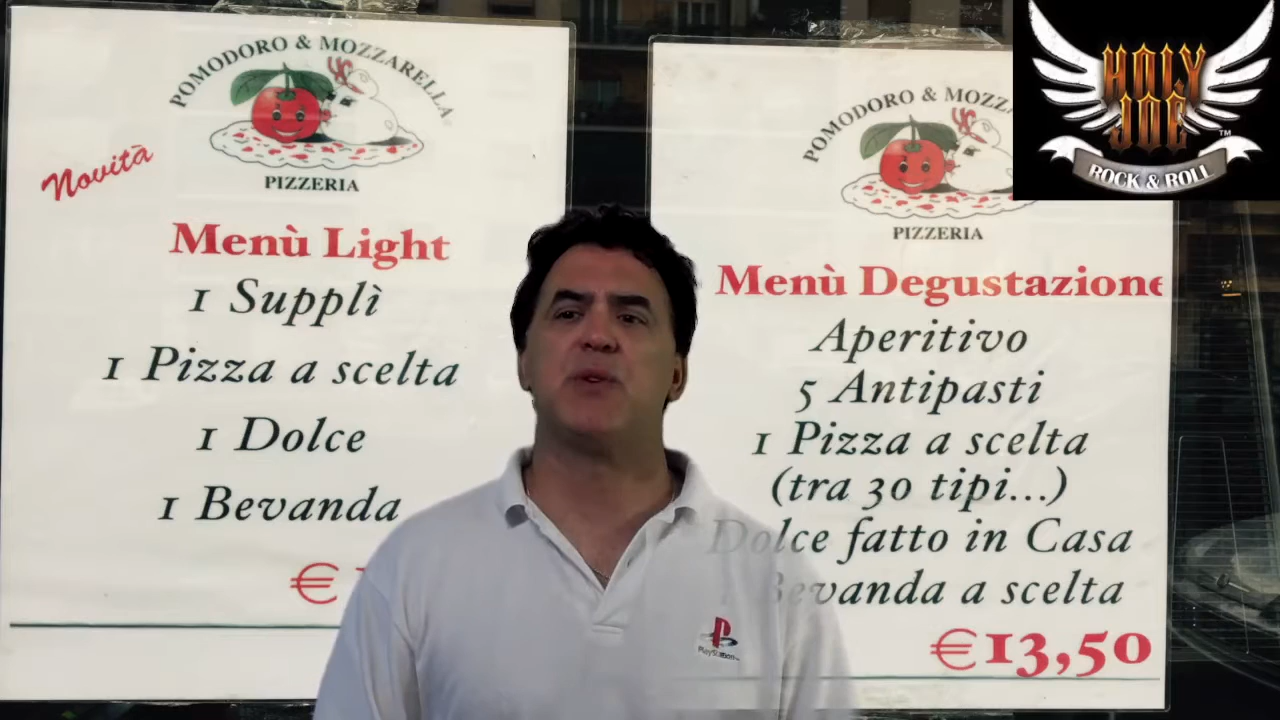 POMODORO & MOZZARELLA
PIZZERIA
Novità
Menù Light
1 Supplì
1 Pizza a scelta
1 Dolce
1 Bevanda
€
POMODORO & MOZZ
PIZZERIA
Menù Degustazione
Aperitivo
5 Antipasti
1 Pizza a scelta
(tra 30 tipi...)
Dolce fatto in Casa
Bevanda a scelta
€13,50
HOLY
JOE
TM
ROCK & ROLL
PlayStation